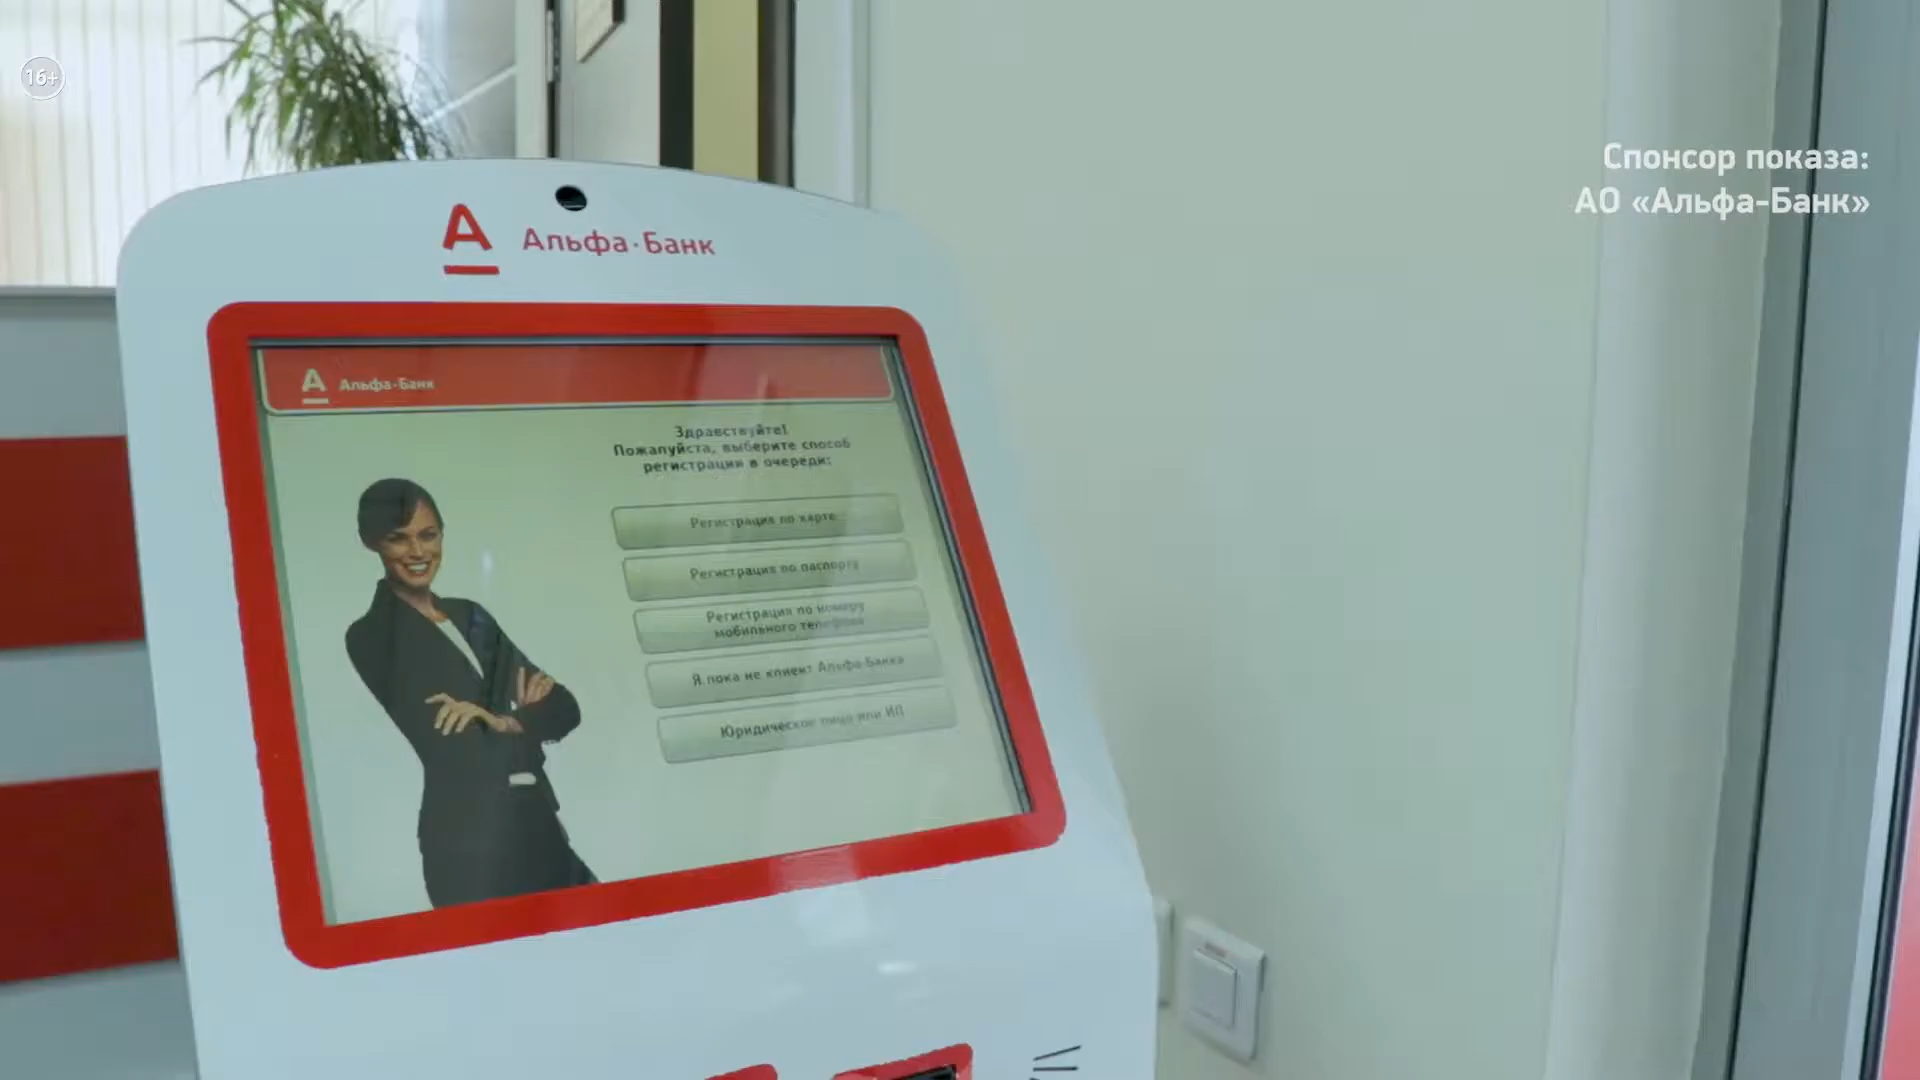 16+
Спонсор показа:
АО «Альфа-Банк»
А Альфа·Банк
А Альфа-Банк
Здравствуйте!
Пожалуйста, выберите способ
регистрации в очереди:
Регистрация по карте
Регистрация по паспорту
Регистрация по номеру
мобильного телефона
Я пока не клиент Альфа-Банка
Юридическое лицо или ИП